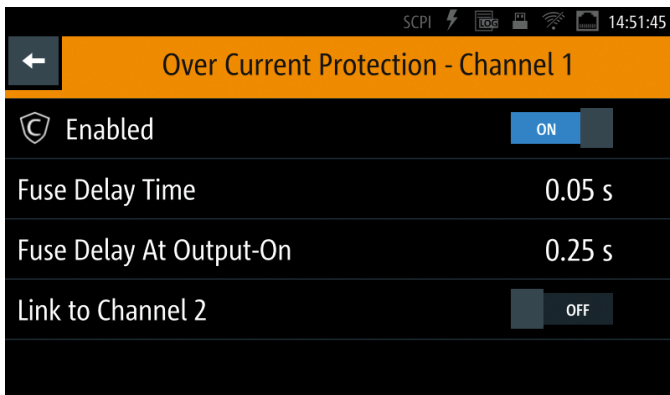 SCPI LOG 14:51:45
Over Current Protection - Channel 1
C Enabled ON
Fuse Delay Time 0.05 s
Fuse Delay At Output-On 0.25 s
Link to Channel 2 OFF